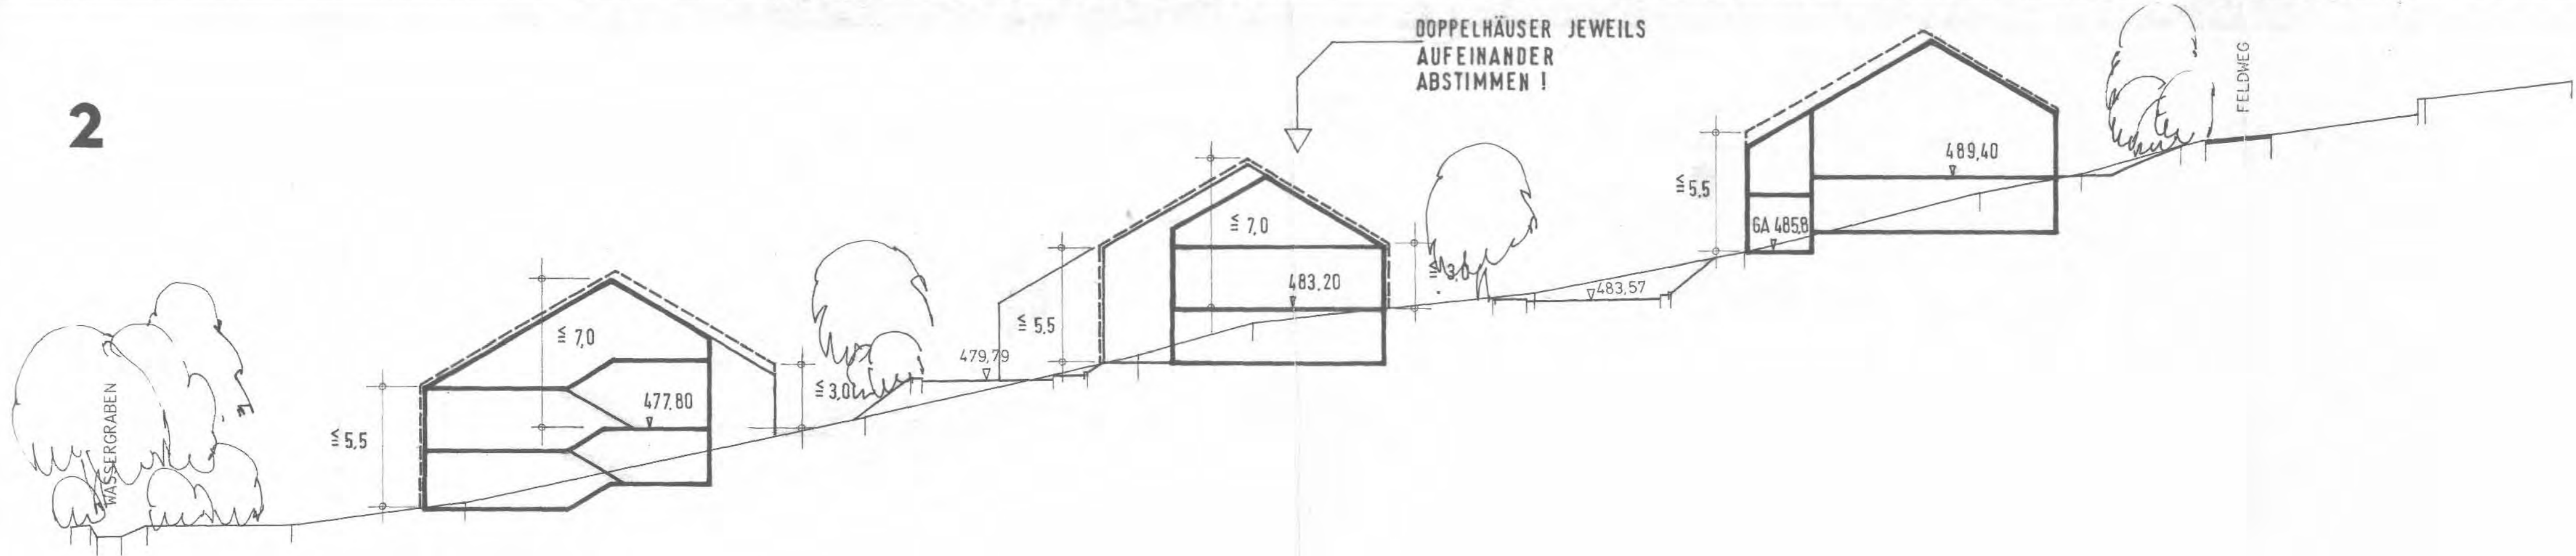 2
DOPPELHÄUSER JEWEILS
AUFEINANDER
ABSTIMMEN !
FELDWEG
489,40
≦ 5,5
GA 485,8
≦ 7,0
483,20
≦ 3,0
483,57
≦ 5,5
479,79
≦ 7,0
≦ 3,0
477,80
≦ 5,5
WASSERGRABEN